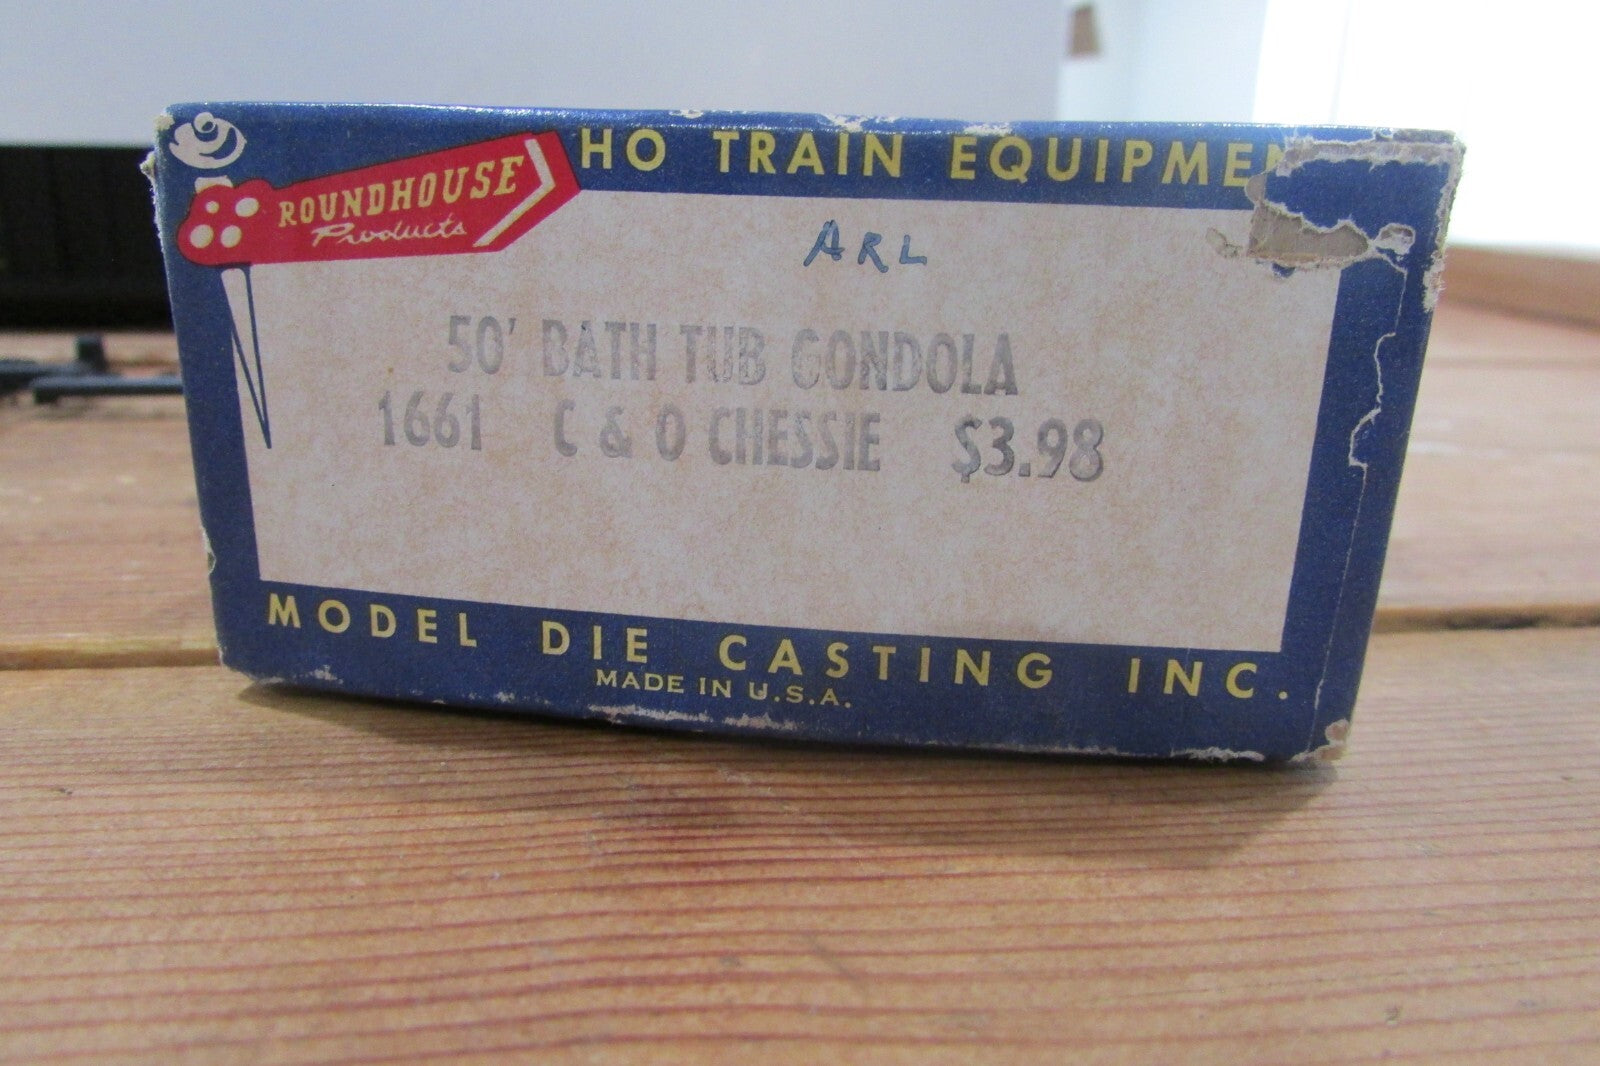 HO TRAIN EQUIPMEN
ROUNDHOUSE
Products
ARL
50' BATH TUB GONDOLA
1661 C & O CHESSIE $3.98
MODEL DIE CASTING INC.
MADE IN U.S.A.